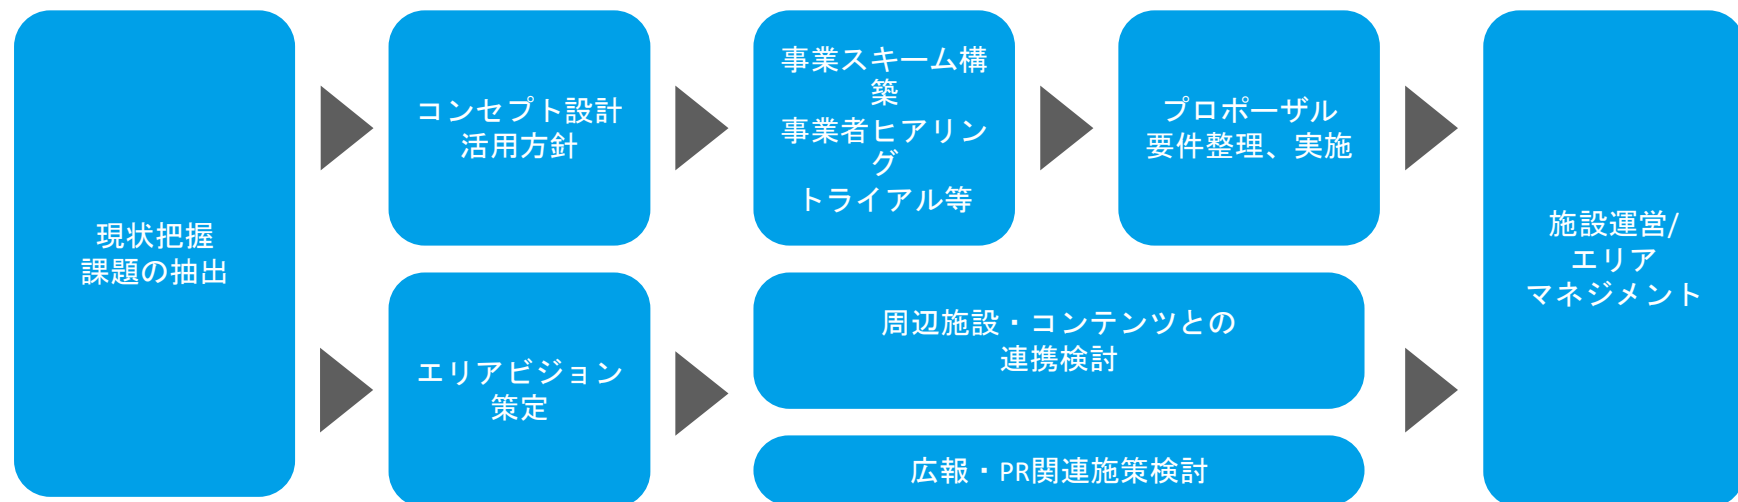 現状把握
課題の抽出
コンセプト設計
活用方針
事業スキーム構
築
事業者ヒアリン
グ
トライアル等
プロポーザル
要件整理、実施
エリアビジョン
策定
周辺施設・コンテンツとの
連携検討
広報・PR関連施策検討
施設運営/
エリア
マネジメント